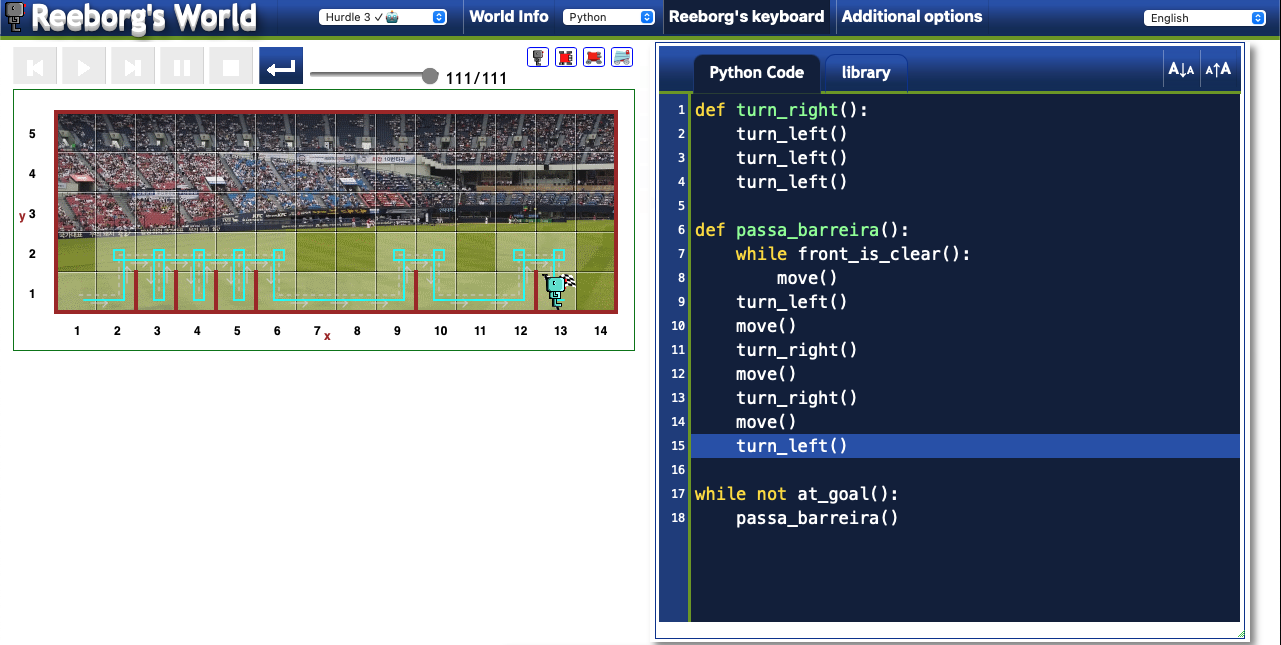 Reeborg's World
Hurdle 3 ✓ 🤖
World Info
Python
Reeborg's keyboard
Additional options
English
111/111
Python Code
library
A↓A
A↑A
5
4
y 3
2
1
1 2 3 4 5 6 7 8 9 10 11 12 13 14
x
1 def turn_right():
2     turn_left()
3     turn_left()
4     turn_left()
5
6 def passa_barreira():
7     while front_is_clear():
8         move()
9     turn_left()
10     move()
11     turn_right()
12     move()
13     turn_right()
14     move()
15     turn_left()
16
17 while not at_goal():
18     passa_barreira()